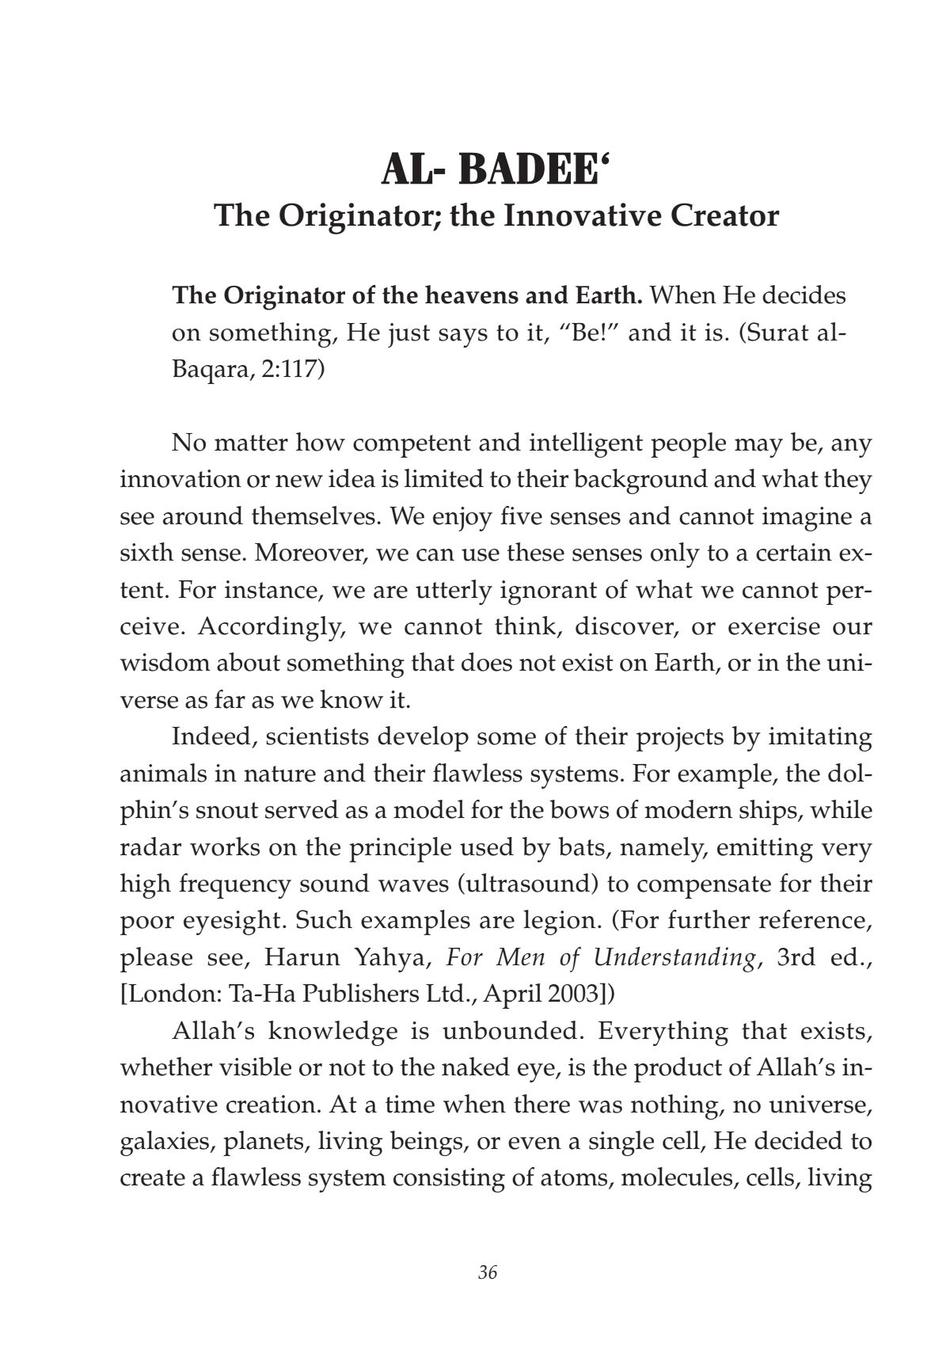 AL- BADEE‘
The Originator; the Innovative Creator
The Originator of the heavens and Earth. When He decides
on something, He just says to it, “Be!” and it is. (Surat al-
Baqara, 2:117)
No matter how competent and intelligent people may be, any
innovation or new idea is limited to their background and what they
see around themselves. We enjoy five senses and cannot imagine a
sixth sense. Moreover, we can use these senses only to a certain ex-
tent. For instance, we are utterly ignorant of what we cannot per-
ceive. Accordingly, we cannot think, discover, or exercise our
wisdom about something that does not exist on Earth, or in the uni-
verse as far as we know it.
Indeed, scientists develop some of their projects by imitating
animals in nature and their flawless systems. For example, the dol-
phin’s snout served as a model for the bows of modern ships, while
radar works on the principle used by bats, namely, emitting very
high frequency sound waves (ultrasound) to compensate for their
poor eyesight. Such examples are legion. (For further reference,
please see, Harun Yahya, For Men of Understanding, 3rd ed.,
[London: Ta-Ha Publishers Ltd., April 2003])
Allah’s knowledge is unbounded. Everything that exists,
whether visible or not to the naked eye, is the product of Allah’s in-
novative creation. At a time when there was nothing, no universe,
galaxies, planets, living beings, or even a single cell, He decided to
create a flawless system consisting of atoms, molecules, cells, living
36